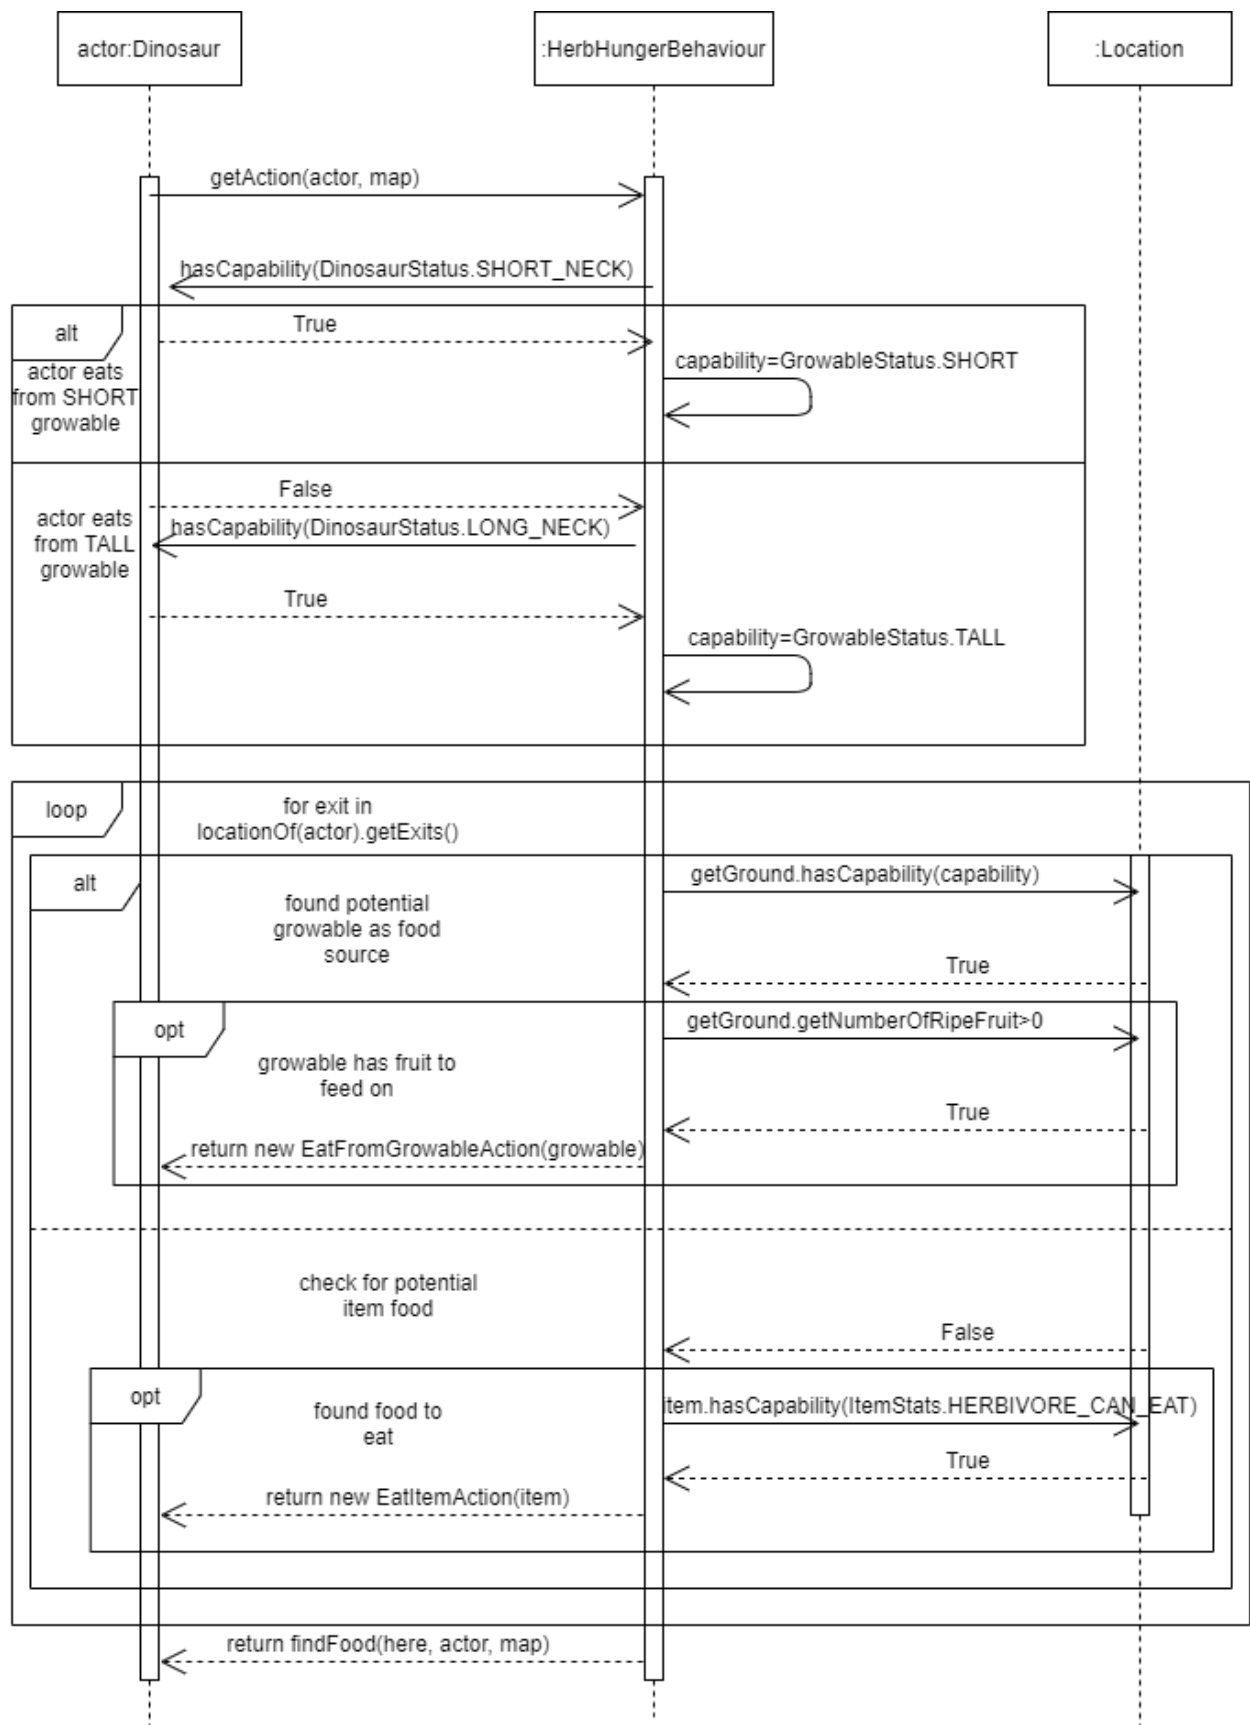 actor:Dinosaur
:HerbHungerBehaviour
:Location
getAction(actor, map)
hasCapability(DinosaurStatus.SHORT_NECK)
alt
True
actor eats
from SHORT
growable
capability=GrowableStatus.SHORT
False
actor eats
from TALL
growable
hasCapability(DinosaurStatus.LONG_NECK)
True
capability=GrowableStatus.TALL
loop
for exit in
locationOf(actor).getExits()
alt
getGround.hasCapability(capability)
found potential
growable as food
source
True
opt
getGround.getNumberOfRipeFruit>0
growable has fruit to
feed on
True
return new EatFromGrowableAction(growable)
check for potential
item food
False
opt
found food to
eat
item.hasCapability(ItemStats.HERBIVORE_CAN_EAT)
True
return new EatItemAction(item)
return findFood(here, actor, map)